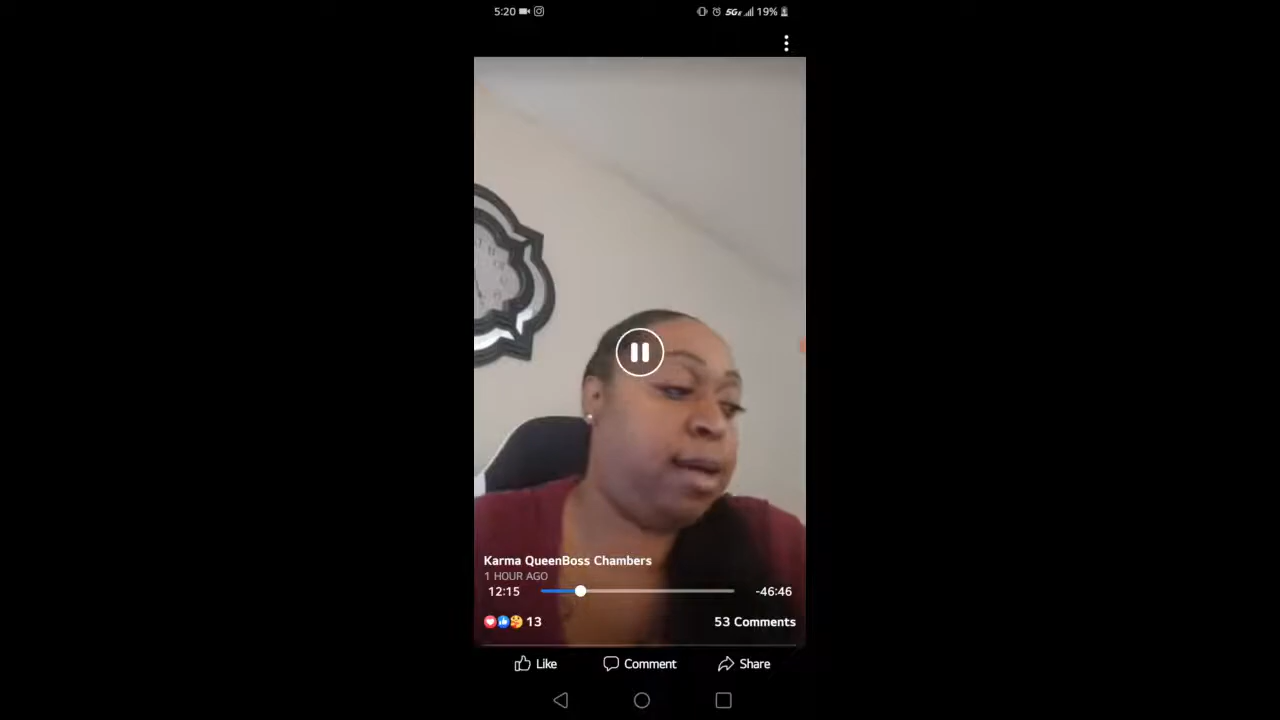 5:20
5GE 19%
Karma QueenBoss Chambers
1 HOUR AGO
12:15 -46:46
13 53 Comments
Like Comment Share